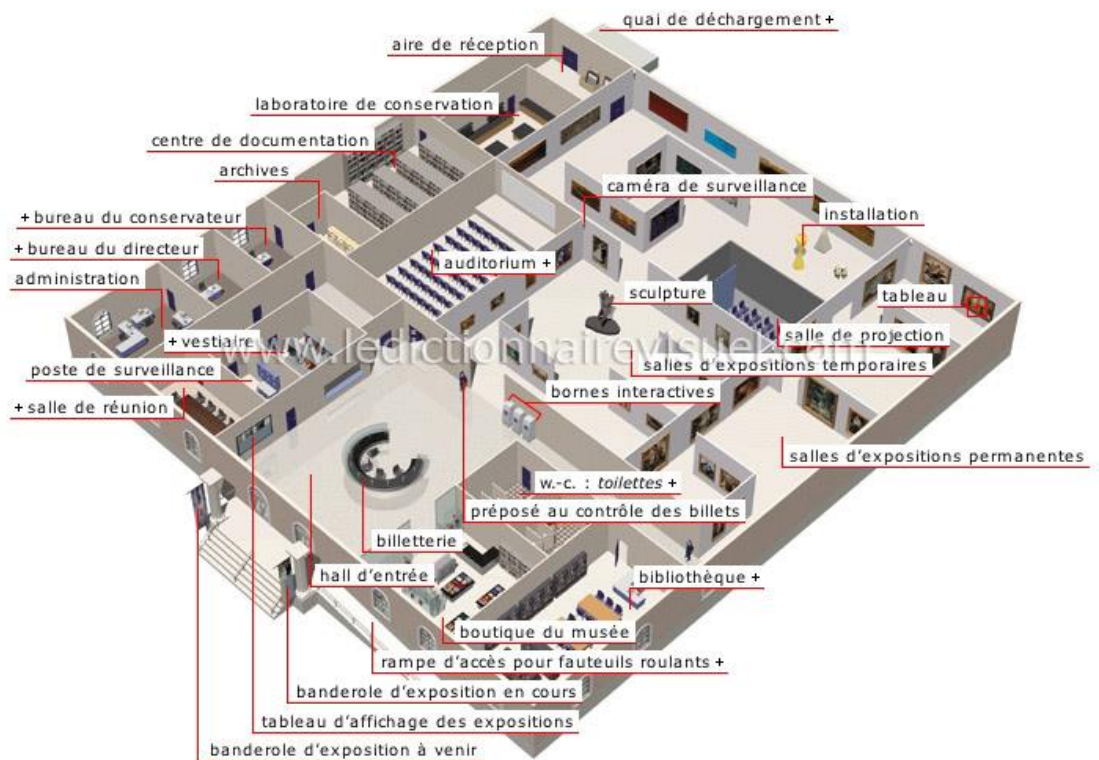 quai de déchargement +
aire de réception
laboratoire de conservation
centre de documentation
archives
caméra de surveillance
+ bureau du conservateur
installation
+ bureau du directeur
auditorium +
administration
sculpture
tableau
+ vestiaire
salle de projection
www.ledictionnairevisuel.com
poste de surveillance
salles d'expositions temporaires
bornes interactives
+ salle de réunion
salles d'expositions permanentes
w.-c. : toilettes +
préposé au contrôle des billets
billetterie
hall d'entrée
bibliothèque +
boutique du musée
rampe d'accès pour fauteuils roulants +
banderole d'exposition en cours
tableau d'affichage des expositions
banderole d'exposition à venir